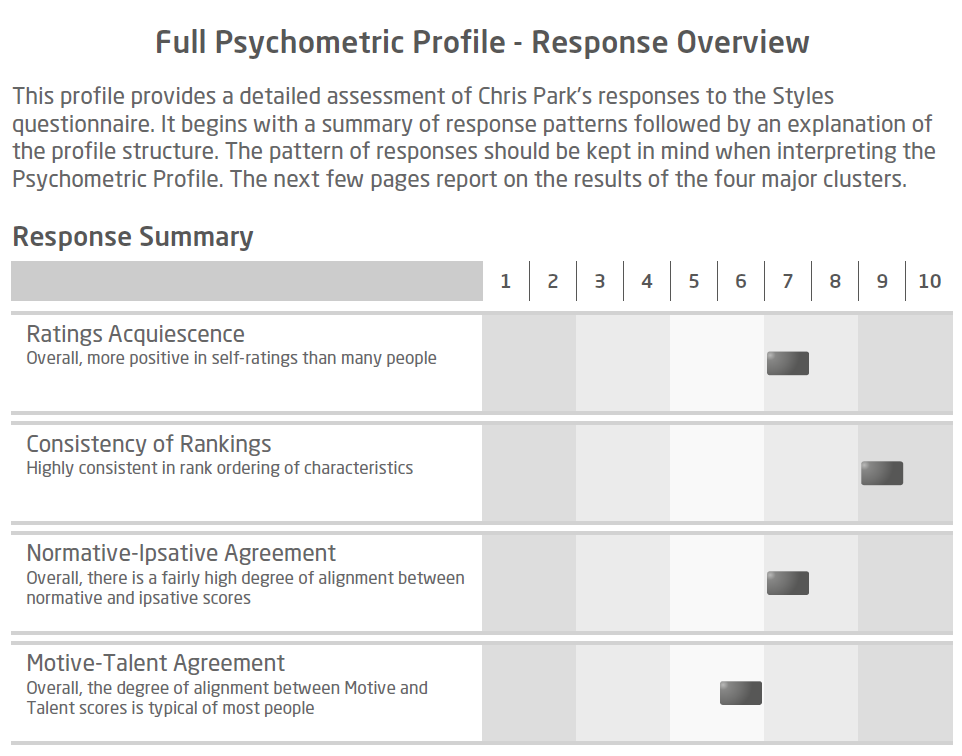 Full Psychometric Profile - Response Overview
This profile provides a detailed assessment of Chris Park's responses to the Styles
questionnaire. It begins with a summary of response patterns followed by an explanation of
the profile structure. The pattern of responses should be kept in mind when interpreting the
Psychometric Profile. The next few pages report on the results of the four major clusters.
Response Summary
1 2 3 4 5 6 7 8 9 10
Ratings Acquiescence
Overall, more positive in self-ratings than many people
Consistency of Rankings
Highly consistent in rank ordering of characteristics
Normative-Ipsative Agreement
Overall, there is a fairly high degree of alignment between
normative and ipsative scores
Motive-Talent Agreement
Overall, the degree of alignment between Motive and
Talent scores is typical of most people